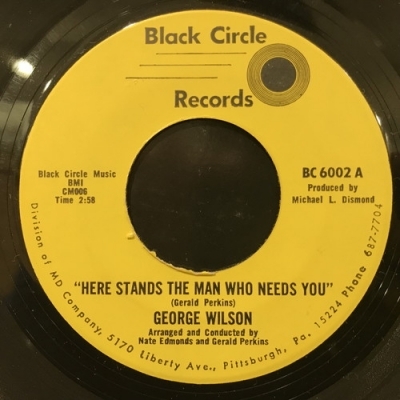 Black Circle
Records
Black Circle Music
BMI
CM006
Time 2:58
BC 6002 A
Produced by
Michael L. Dismond
"HERE STANDS THE MAN WHO NEEDS YOU"
(Gerald Perkins)
GEORGE WILSON
Arranged and Conducted by
Nate Edmonds and Gerald Perkins
Division of MD Company, 5170 Liberty Ave., Pittsburgh, Pa. 15224 Phone 687-7704